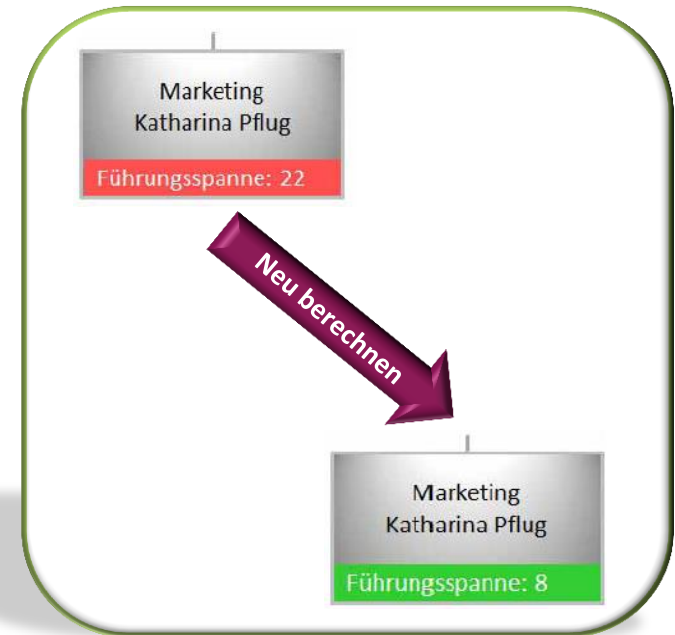 Marketing
Katharina Pflug
Führungsspanne: 22
Neu berechnen
Marketing
Katharina Pflug
Führungsspanne: 8